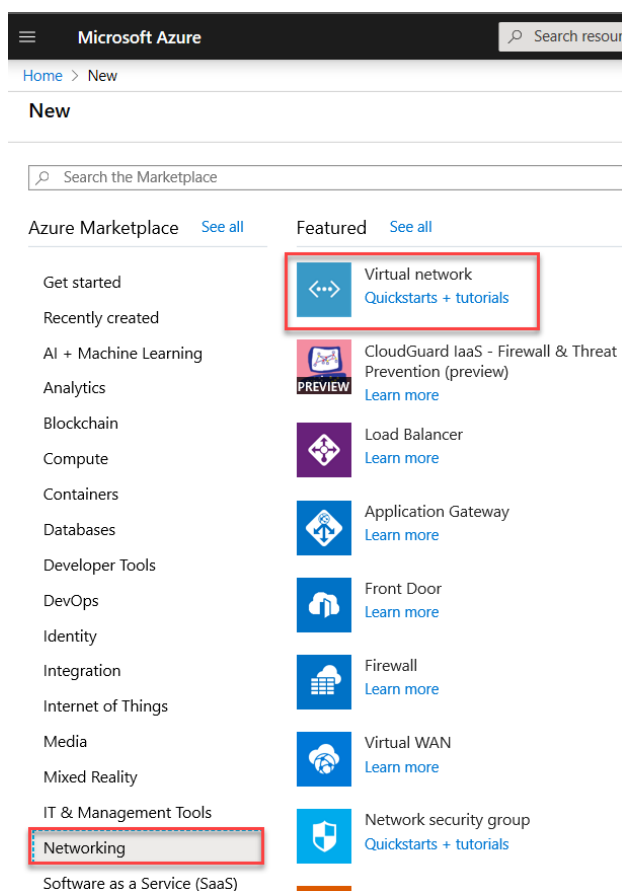 Microsoft Azure
Search resour
Home > New
New
Search the Marketplace
Azure Marketplace See all
Get started
Recently created
AI + Machine Learning
Analytics
Blockchain
Compute
Containers
Databases
Developer Tools
DevOps
Identity
Integration
Internet of Things
Media
Mixed Reality
IT & Management Tools
Networking
Software as a Service (SaaS)
Featured See all
Virtual network
Quickstarts + tutorials
PREVIEW
CloudGuard IaaS - Firewall & Threat
Prevention (preview)
Learn more
Load Balancer
Learn more
Application Gateway
Learn more
Front Door
Learn more
Firewall
Learn more
Virtual WAN
Learn more
Network security group
Quickstarts + tutorials